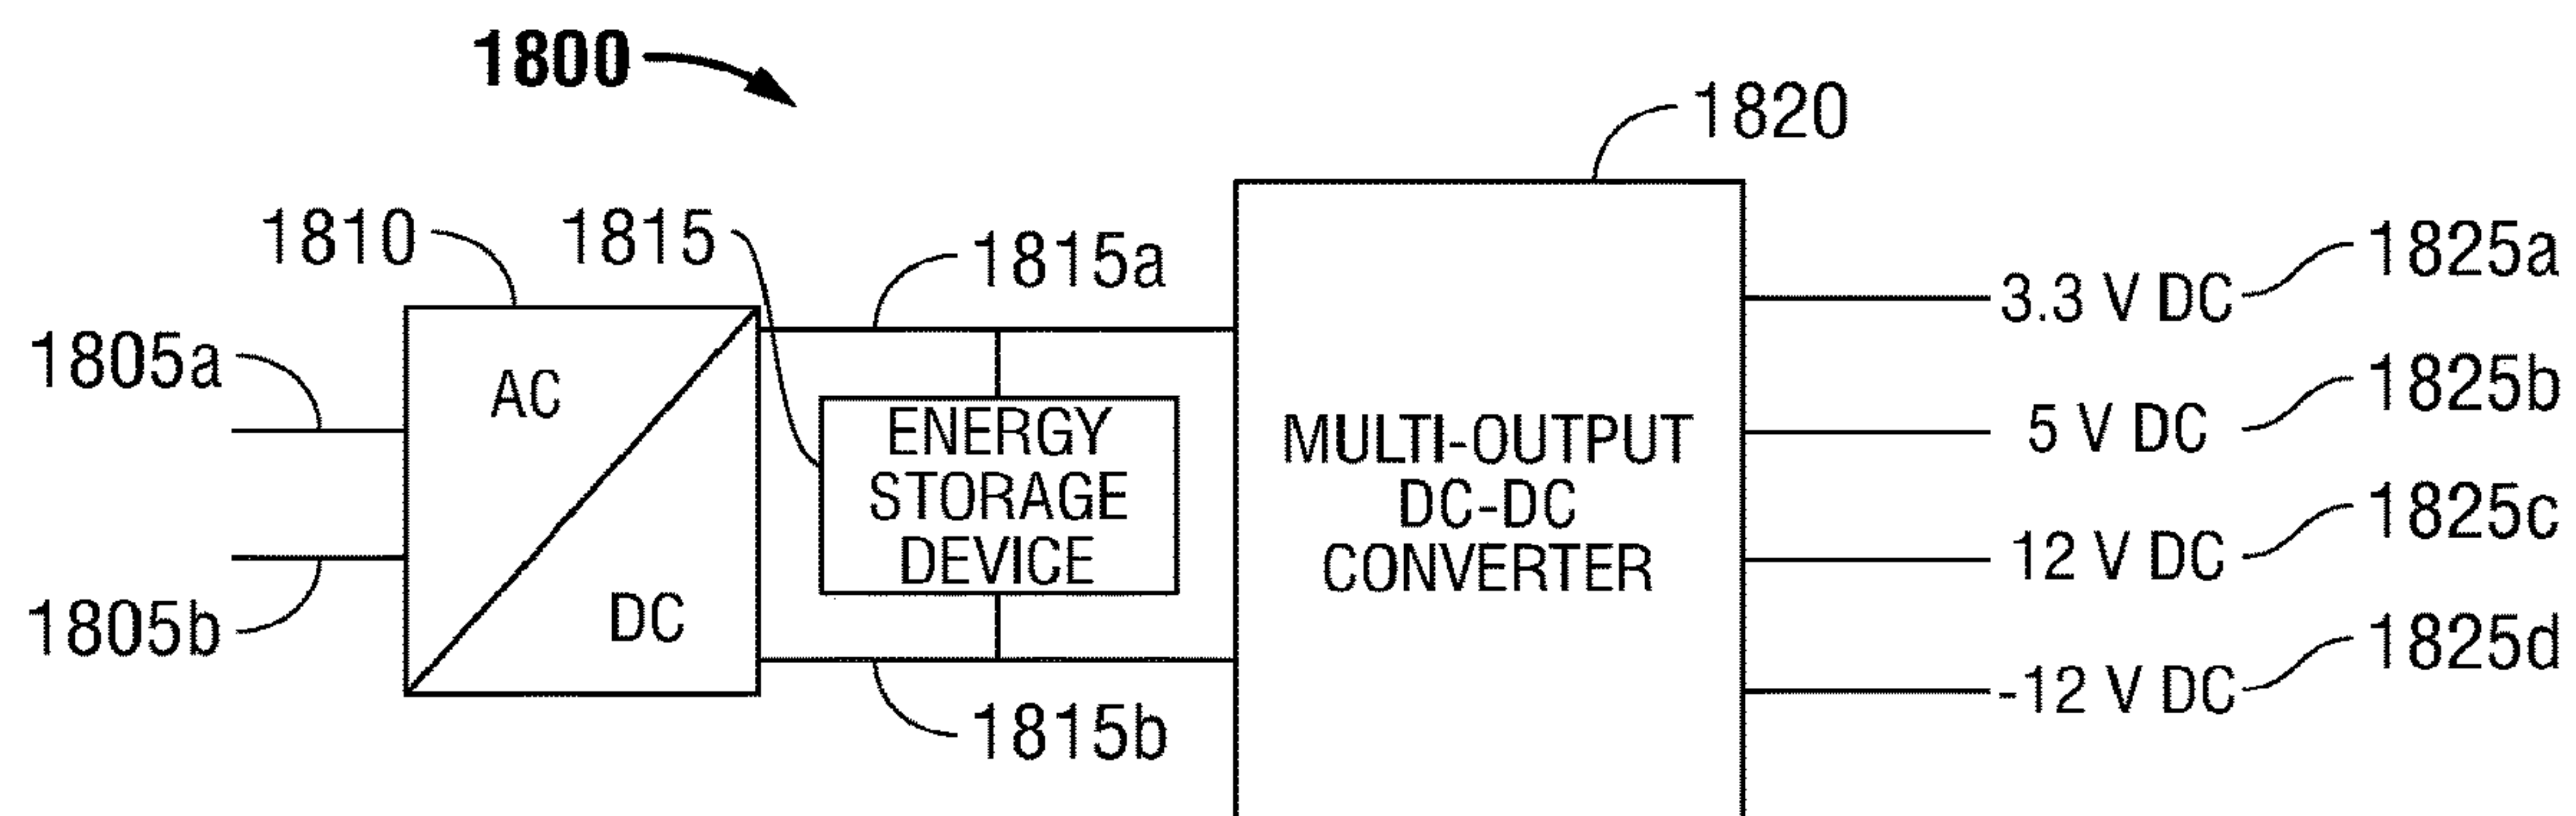 1800
1820
1810
1815
1815a
1825a
3.3 V DC
1805a
AC
1825b
ENERGY
STORAGE
DEVICE
MULTI-OUTPUT
DC-DC
CONVERTER
5 V DC
1825c
12 V DC
1805b
DC
1825d
-12 V DC
1815b